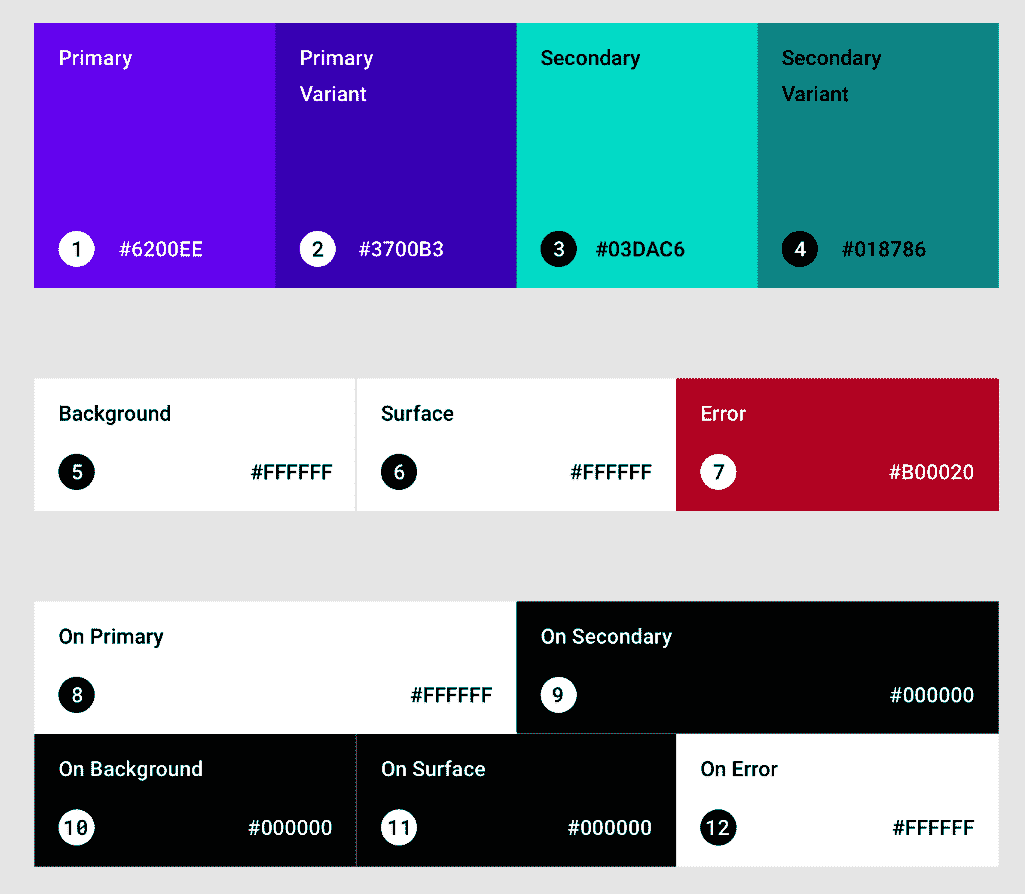 Primary
1 #6200EE
Primary
Variant
2 #3700B3
Secondary
3 #03DAC6
Secondary
Variant
4 #018786
Background
5 #FFFFFF
Surface
6 #FFFFFF
Error
7 #B00020
On Primary
8 #FFFFFF
On Secondary
9 #000000
On Background
10 #000000
On Surface
11 #000000
On Error
12 #FFFFFF